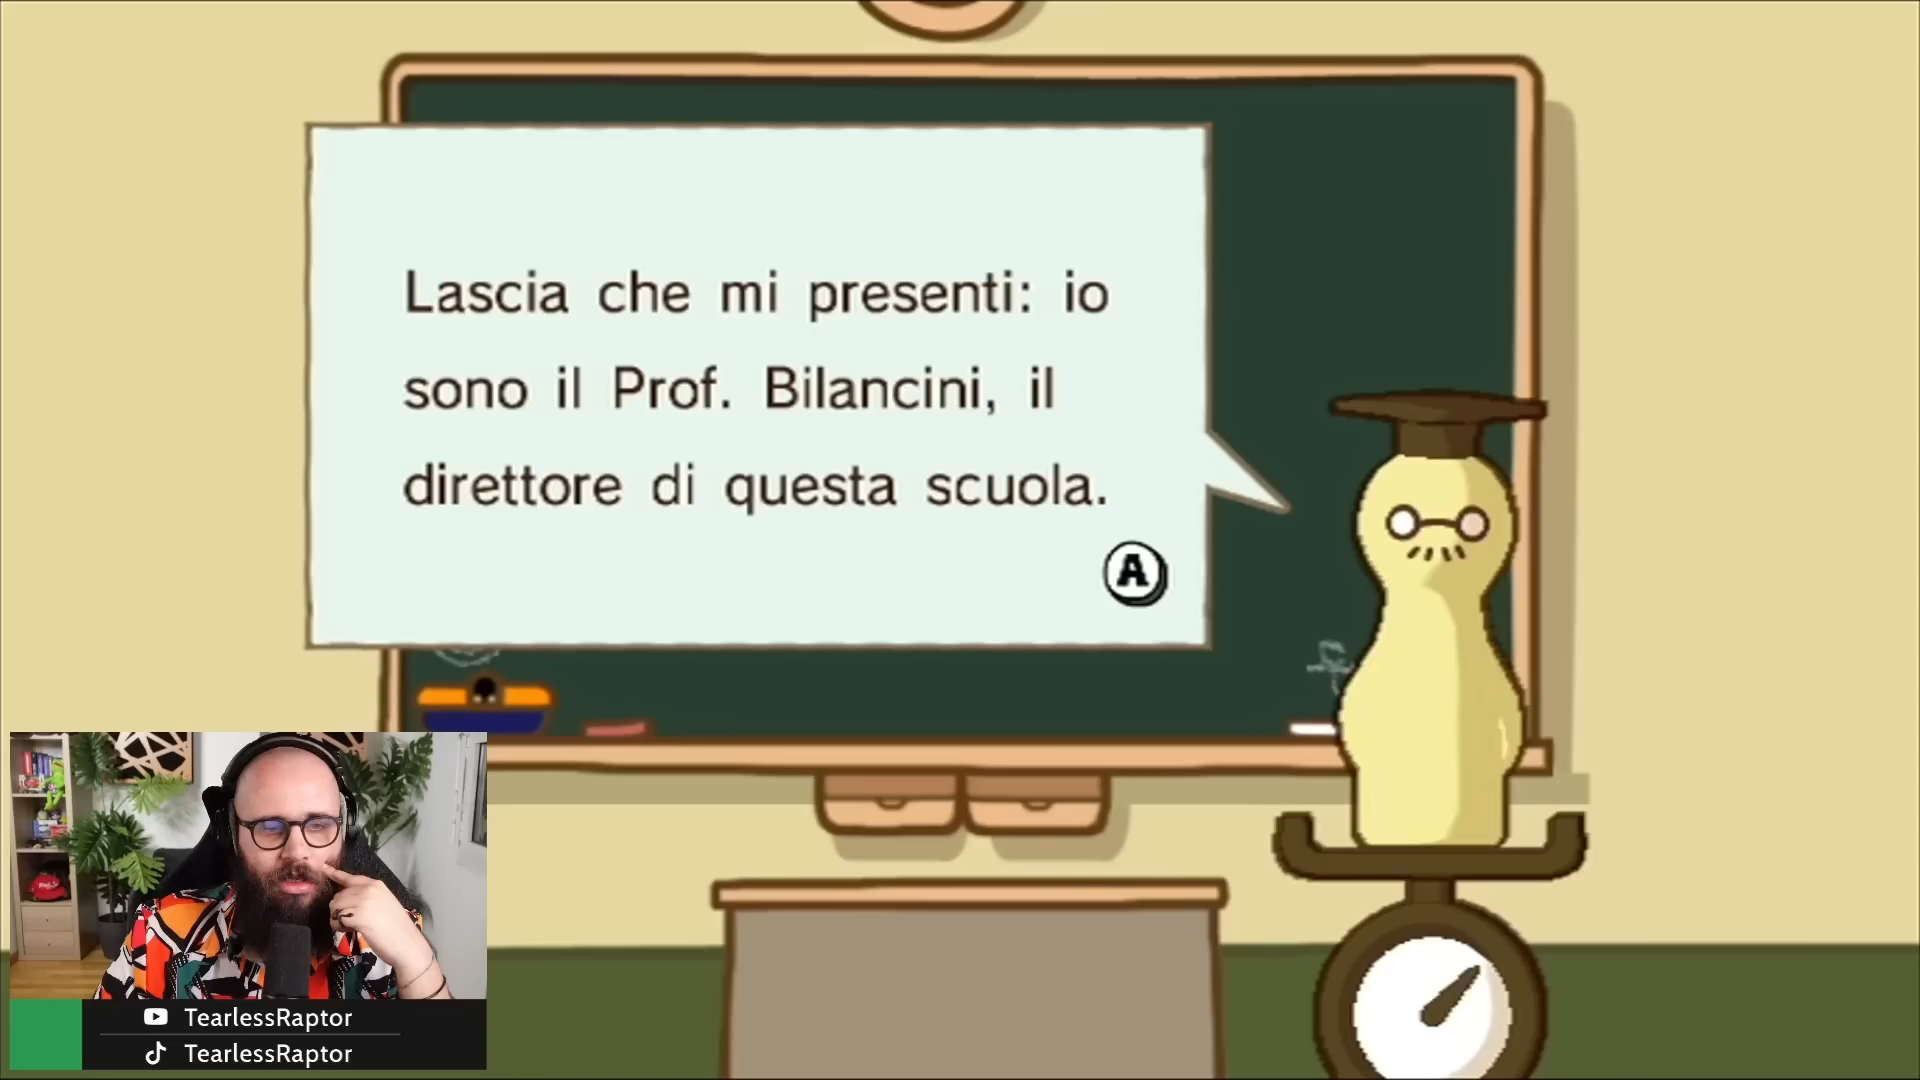 Lascia che mi presenti: io
sono il Prof. Bilancini, il
direttore di questa scuola.
A
TearlessRaptor
TearlessRaptor